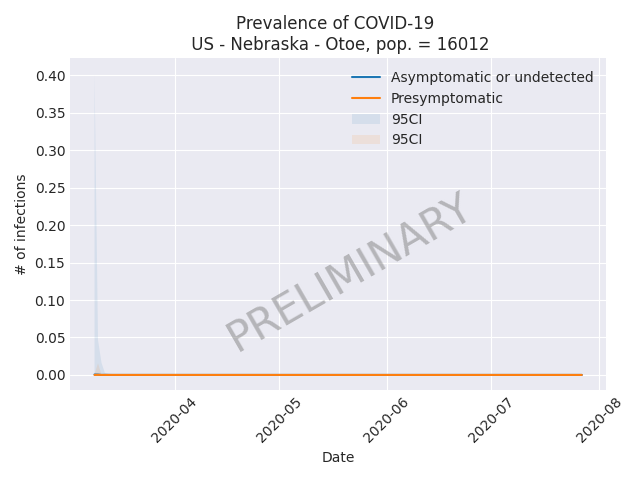 Prevalence of COVID-19
US - Nebraska - Otoe, pop. = 16012
Asymptomatic or undetected
Presymptomatic
95CI
95CI
0.40
0.35
0.30
0.25
0.20
0.15
0.10
0.05
0.00
# of infections
PRELIMINARY
2020-04
2020-05
2020-06
2020-07
2020-08
Date